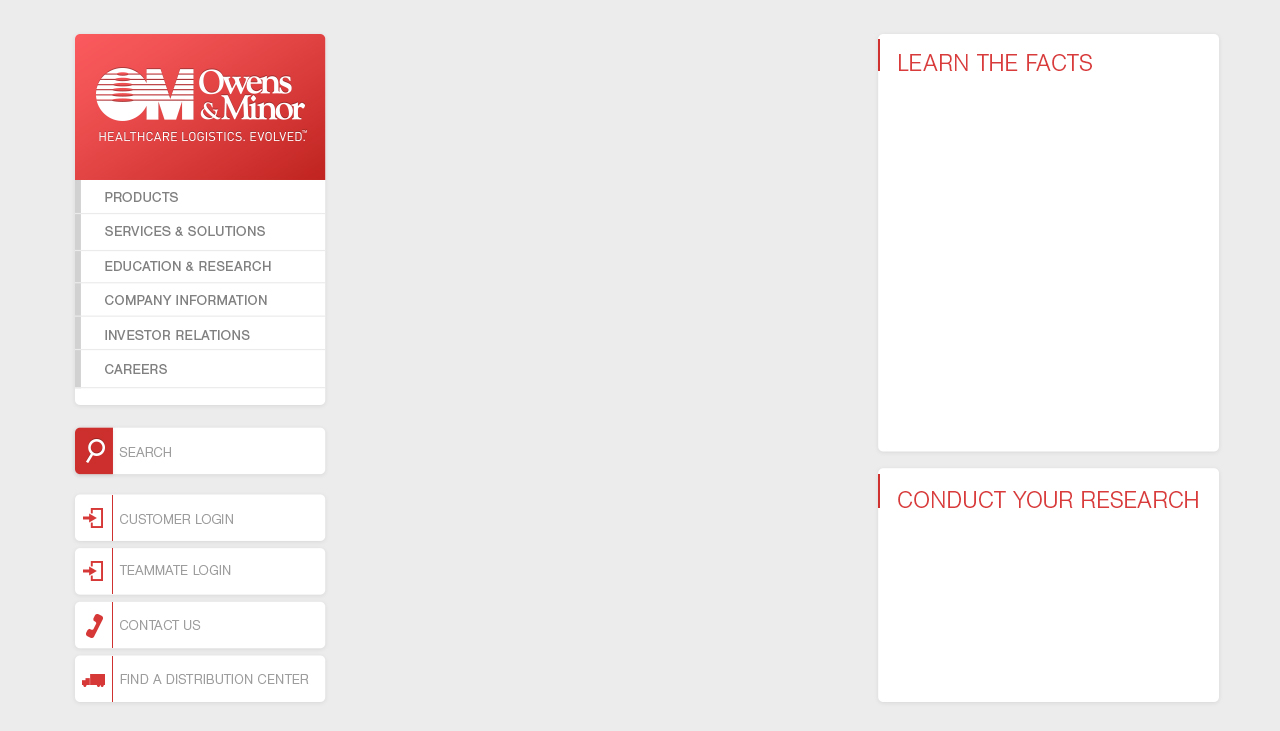 OM Owens
& Minor
HEALTHCARE LOGISTICS. EVOLVED.™
PRODUCTS
SERVICES & SOLUTIONS
EDUCATION & RESEARCH
COMPANY INFORMATION
INVESTOR RELATIONS
CAREERS
SEARCH
CUSTOMER LOGIN
TEAMMATE LOGIN
CONTACT US
FIND A DISTRIBUTION CENTER
LEARN THE FACTS
CONDUCT YOUR RESEARCH